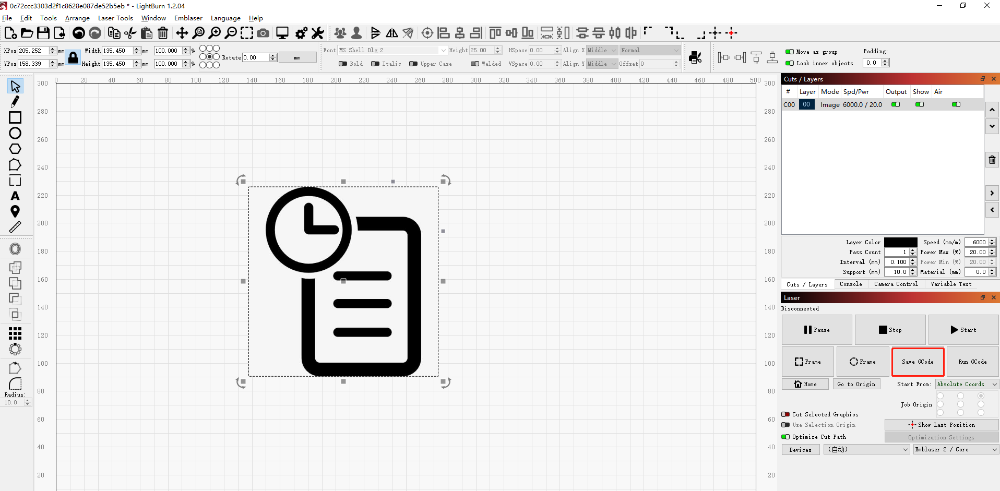 0c72ccc3303d2f1c8628e087de52b5eb * - LightBurn 1.2.04
File Edit Tools Arrange Laser Tools Window Emblaser Language Help
XPos 205.252 mm Width 135.450 mm 100.000 % Rotate 0.00 mm
YPos 158.339 mm Height 135.450 mm 100.000 %
Font MS Shell Dlg 2 Height 25.00 HSpace 0.00 Align X Middle Normal
Bold Italic Upper Case Welded VSpace 0.00 Align Y Middle Offset 0
Move as group Padding:
Lock inner objects 0.0
300 0 20 40 60 80 100 120 140 160 180 200 220 240 260 280 300 320 340 360 380 400 420 440 460 480 500 300
280 280
260 260
240 240
220 220
200 200
180 180
160 160
140 140
120 120
100 100
80 80
60 60
40 40
20 20
A
Radius:
10.0
Cuts / Layers
# Layer Mode Spd/Pwr Output Show Air
C00 00 Image 6000.0 / 20.0
Layer Color Speed (mm/m) 6000
Pass Count 1 Power Max (%) 20.00
Interval (mm) 0.100 Power Min (%) 20.00
Support (mm) 10.0 Material (mm) 0.0
Cuts / Layers Console Camera Control Variable Text
Laser
Disconnected
Pause Stop Start
Frame Frame Save GCode Run GCode
Home Go to Origin Start From: Absolute Coords
Job Origin
Cut Selected Graphics
Use Selection Origin Show Last Position
Optimize Cut Path Optimization Settings
Devices (自动) Emblaser 2 / Core